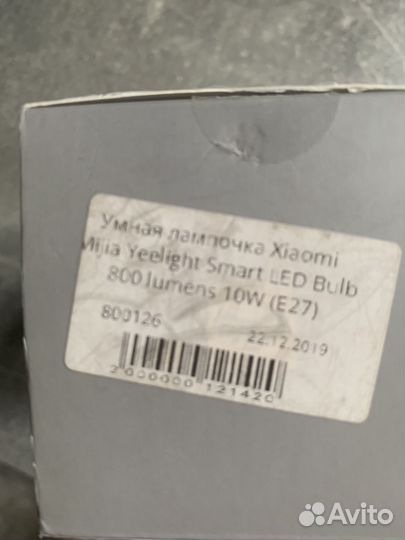 Умная лампочка Xiaomi
Mijia Yeelight Smart LED Bulb
800 lumens 10W (E27)
800126
22.12.2019
2000000121420
Avito